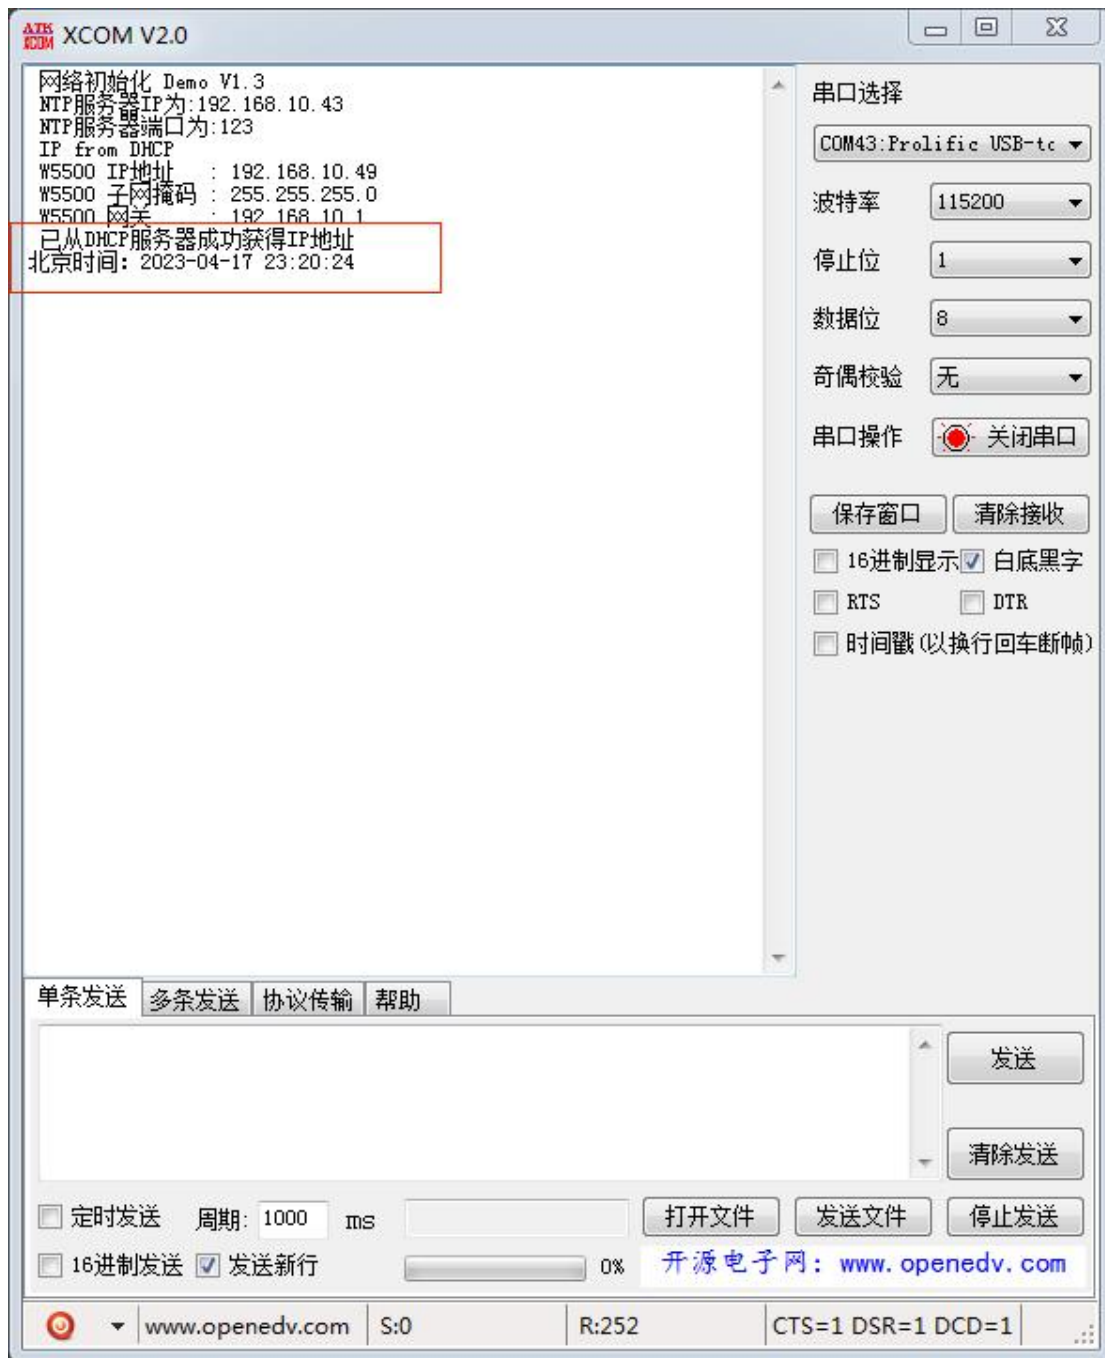 ATK XCOM XCOM V2.0
网络初始化 Demo V1.3
NTP服务器IP为:192.168.10.43
NTP服务器端口为:123
IP from DHCP
W5500 IP地址 : 192.168.10.49
W5500 子网掩码 : 255.255.255.0
W5500 网关 : 192.168.10.1
已从DHCP服务器成功获得IP地址
北京时间: 2023-04-17 23:20:24
串口选择
COM43:Prolific USB-to
波特率 115200
停止位 1
数据位 8
奇偶校验 无
串口操作 关闭串口
保存窗口 清除接收
16进制显示 白底黑字
RTS DTR
时间戳(以换行回车断帧)
单条发送 多条发送 协议传输 帮助
发送
清除发送
定时发送 周期: 1000 ms 打开文件 发送文件 停止发送
16进制发送 发送新行 0% 开源电子网: www.openedv.com
www.openedv.com S:0 R:252 CTS=1 DSR=1 DCD=1